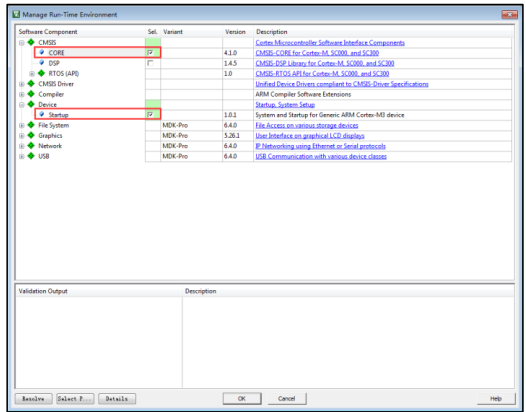 Manage Run-Time Environment
Software Component Sel. Variant Version Description
CMSIS Cortex Microcontroller Software Interface Components
CORE 4.1.0 CMSIS-CORE for Cortex-M, SC000, and SC300
DSP 1.4.5 CMSIS-DSP Library for Cortex-M, SC000, and SC300
RTOS (API) 1.0 CMSIS-RTOS API for Cortex-M, SC000, and SC300
CMSIS Driver Unified Device Drivers compliant to CMSIS-Driver Specifications
Compiler ARM Compiler Software Extensions
Device Startup, System Setup
Startup 1.0.1 System and Startup for Generic ARM Cortex-M3 device
File System MDK-Pro 6.4.0 File Access on various storage devices
Graphics MDK-Pro 5.26.1 User Interface on graphical LCD displays
Network MDK-Pro 6.4.0 IP Networking using Ethernet or Serial protocols
USB MDK-Pro 6.4.0 USB Communication with various device classes
Validation Output Description
Resolve Select P... Details OK Cancel Help